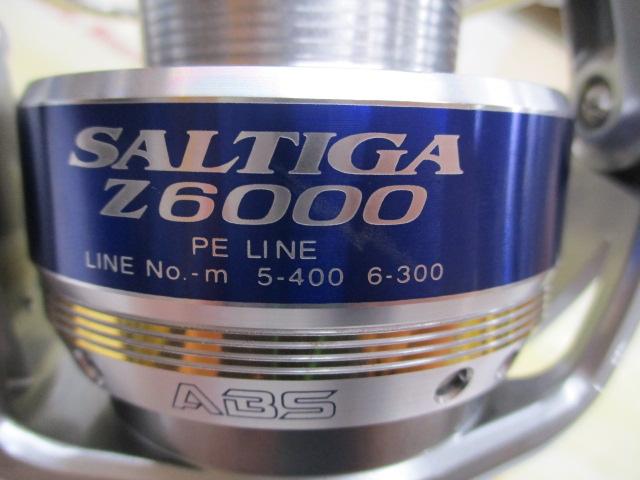 SALTIGA
Z6000
PE LINE
LINE No.-m 5-400 6-300
ABS